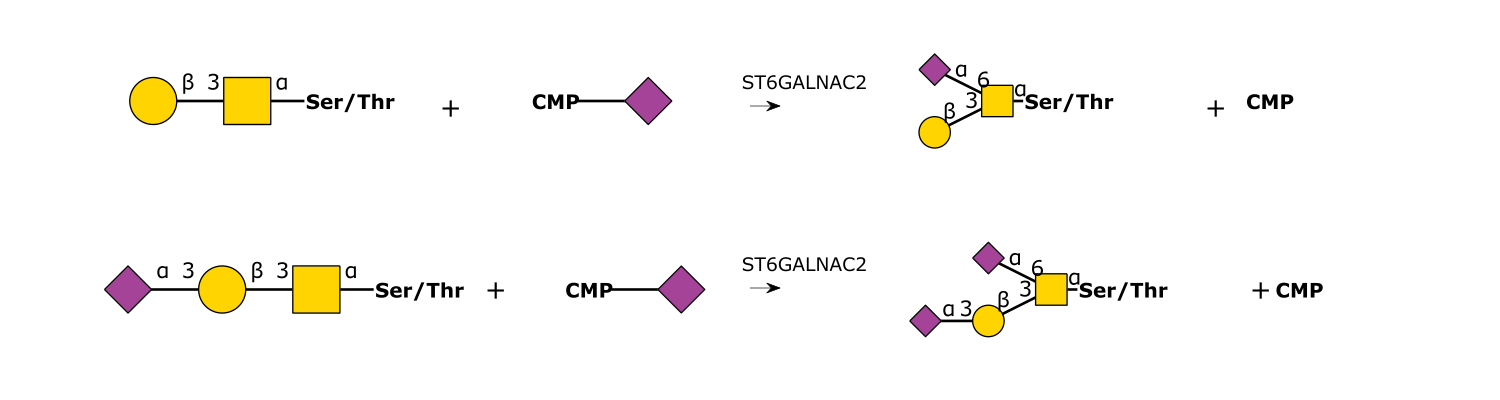 β 3 α Ser/Thr + CMP ST6GALNAC2 α 6 β 3 α Ser/Thr + CMP
α 3 β 3 α Ser/Thr + CMP ST6GALNAC2 α 6 α 3 β 3 α Ser/Thr + CMP